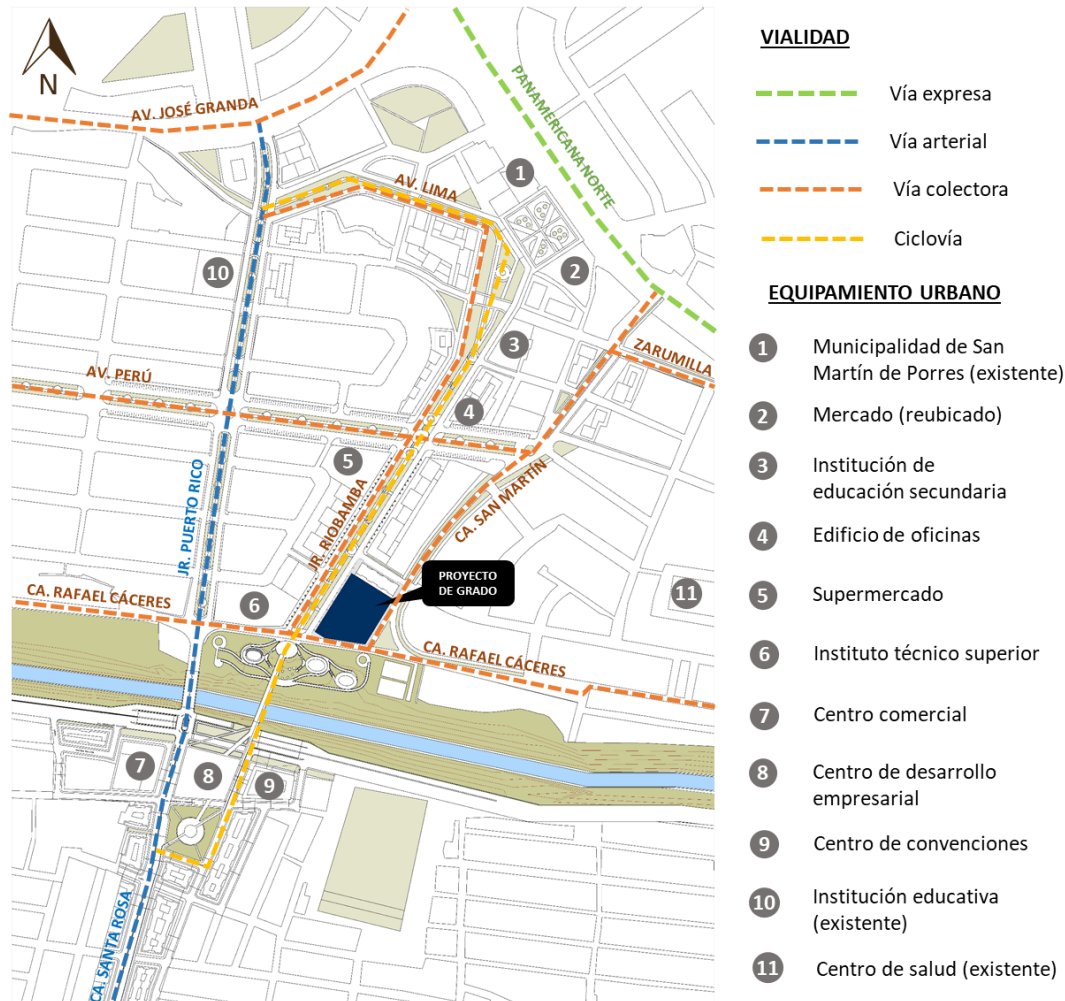 N
AV. JOSÉ GRANDA
PANAMERICANA NORTE
1
AV. LIMA
10
2
3
ZARUMILLA
AV. PERÚ
4
5
JR. PUERTO RICO
JR. RIOBAMBA
CA. SAN MARTÍN
PROYECTO
DE GRADO
CA. RAFAEL CÁCERES
6
11
CA. RAFAEL CÁCERES
7
8
9
CA. SANTA ROSA
VIALIDAD
Vía expresa
Vía arterial
Vía colectora
Ciclovía
EQUIPAMIENTO URBANO
1 Municipalidad de San
Martín de Porres (existente)
2 Mercado (reubicado)
3 Institución de
educación secundaria
4 Edificio de oficinas
5 Supermercado
6 Instituto técnico superior
7 Centro comercial
8 Centro de desarrollo
empresarial
9 Centro de convenciones
10 Institución educativa
(existente)
11 Centro de salud (existente)